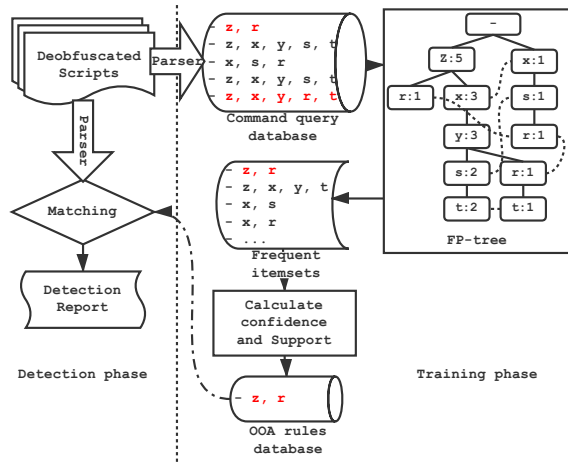 Deobfuscated
Scripts
Parser
Parser
- z, r
- z, x, y, s, t
- x, s, r
- z, x, y, s, t
- z, x, y, r, t
Command query
database
-
Z:5
x:1
r:1
x:3
s:1
y:3
r:1
s:2
r:1
t:2
t:1
FP-tree
- z, r
- z, x, y, t
- x, s
- x, r
- ...
Frequent
itemsets
Matching
Detection
Report
Calculate
confidence
and Support
- z, r
OOA rules
database
Detection phase
Training phase